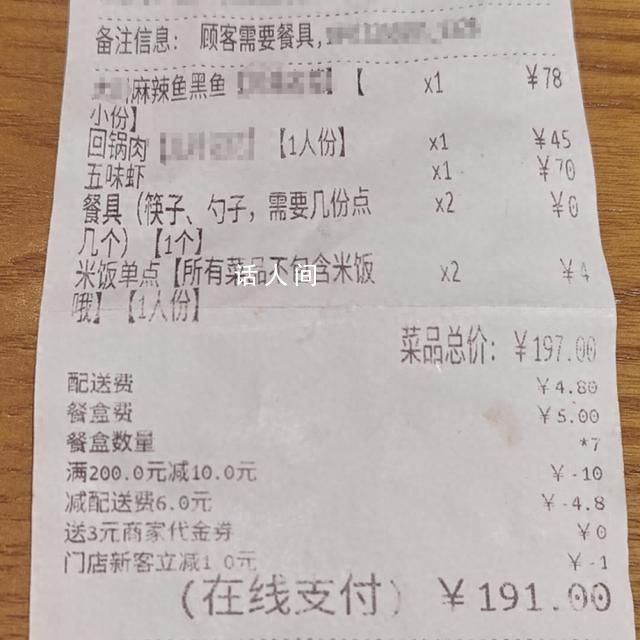 备注信息： 顾客需要餐具，
麻辣鱼黑鱼 【 x1 ￥78
小份】
回锅肉 【1人份】 x1 ￥45
五味虾 x1 ￥70
餐具（筷子、勺子，需要几份点 x2 ￥0
几个）【1个】
米饭单点【所有菜品不包含米饭 x2 ￥4
话人间
哦】【1人份】
菜品总价：￥197.00
配送费 ￥4.80
餐盒费 ￥5.00
餐盒数量 *7
满200.0元减10.0元 ￥-10
减配送费6.0元 ￥-4.8
送3元商家代金券 ￥0
门店新客立减1.0元 ￥-1
(在线支付) ￥191.00